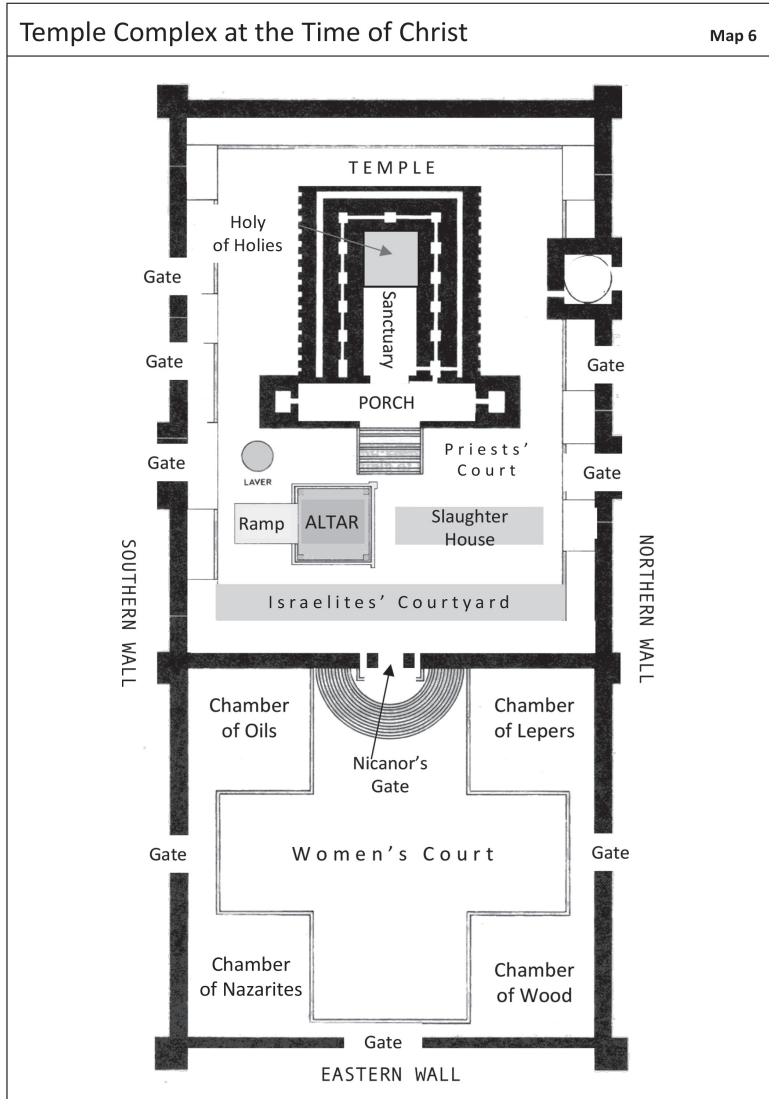 Temple Complex at the Time of Christ
Map 6
TEMPLE
Holy
of Holies
Gate
Sanctuary
Gate
Gate
PORCH
Gate
Priests’
Court
Gate
LAVER
Ramp
ALTAR
Slaughter
House
SOUTHERN WALL
NORTHERN WALL
Israelites’ Courtyard
Chamber
of Oils
Chamber
of Lepers
Nicanor’s
Gate
Gate
Women’s Court
Gate
Chamber
of Nazarites
Chamber
of Wood
Gate
EASTERN WALL